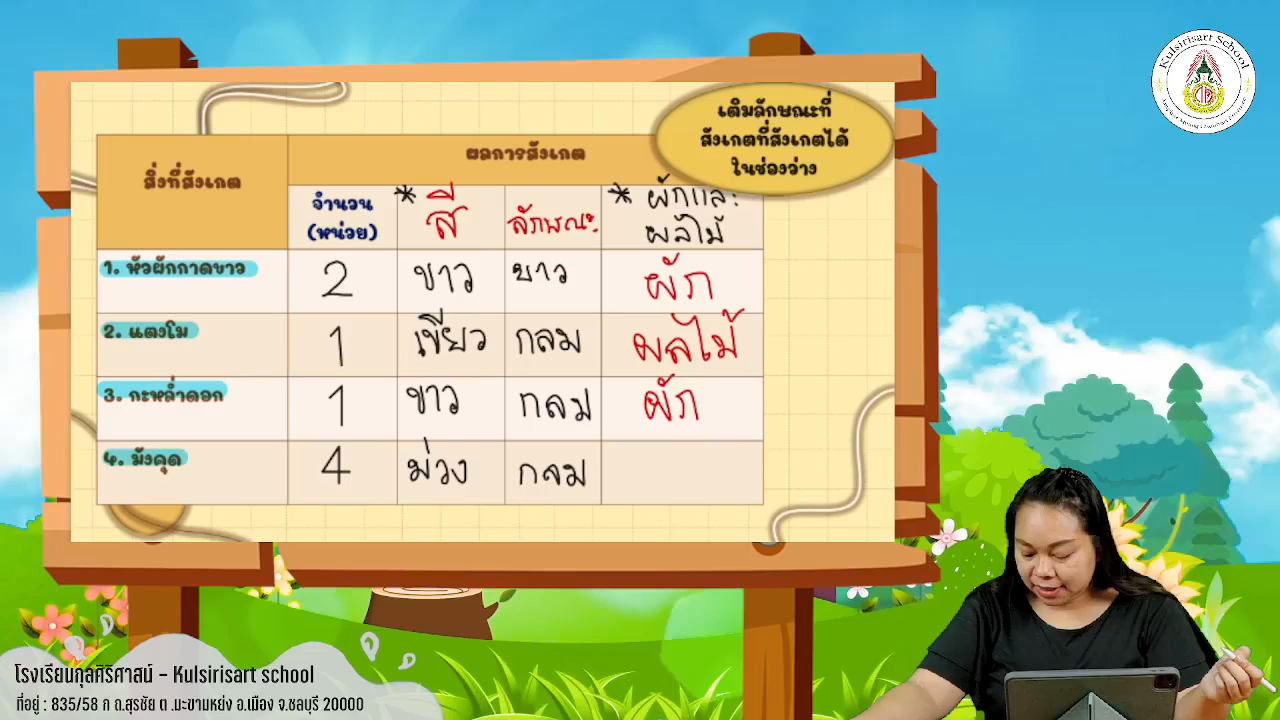 Kulsirisart School
เติมลักษณะที่
สังเกตที่สังเกตได้
ในช่องว่าง
สิ่งที่สังเกต
ผลการสังเกต
จำนวน
(หน่วย)
* สี
ลักษณะ
* ผักและ
ผลไม้
1. หัวผักกาดขาว
2
ขาว
ยาว
ผัก
2. แตงโม
1
เขียว
กลม
ผลไม้
3. กะหล่ำดอก
1
ขาว
กลม
ผัก
4. มังคุด
4
ม่วง
กลม
โรงเรียนกุลศิริศาสน์ - Kulsirisart school
ที่อยู่ : 835/58 ก ถ.สุรชัย ต .มะขามหย่ง อ.เมือง จ.ชลบุรี 20000